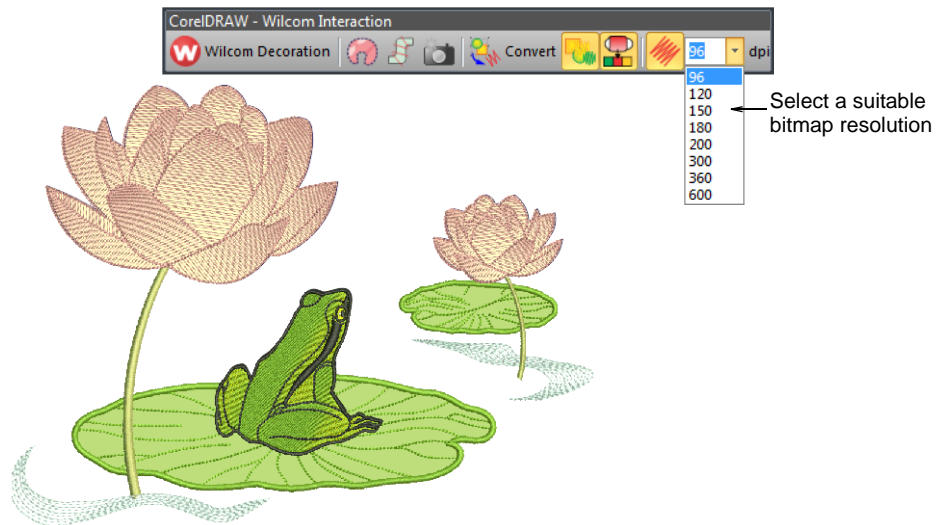 CorelDRAW - Wilcom Interaction
W Wilcom Decoration Convert 96 dpi
96
120
150
180
200
300
360
600
Select a suitable
bitmap resolution